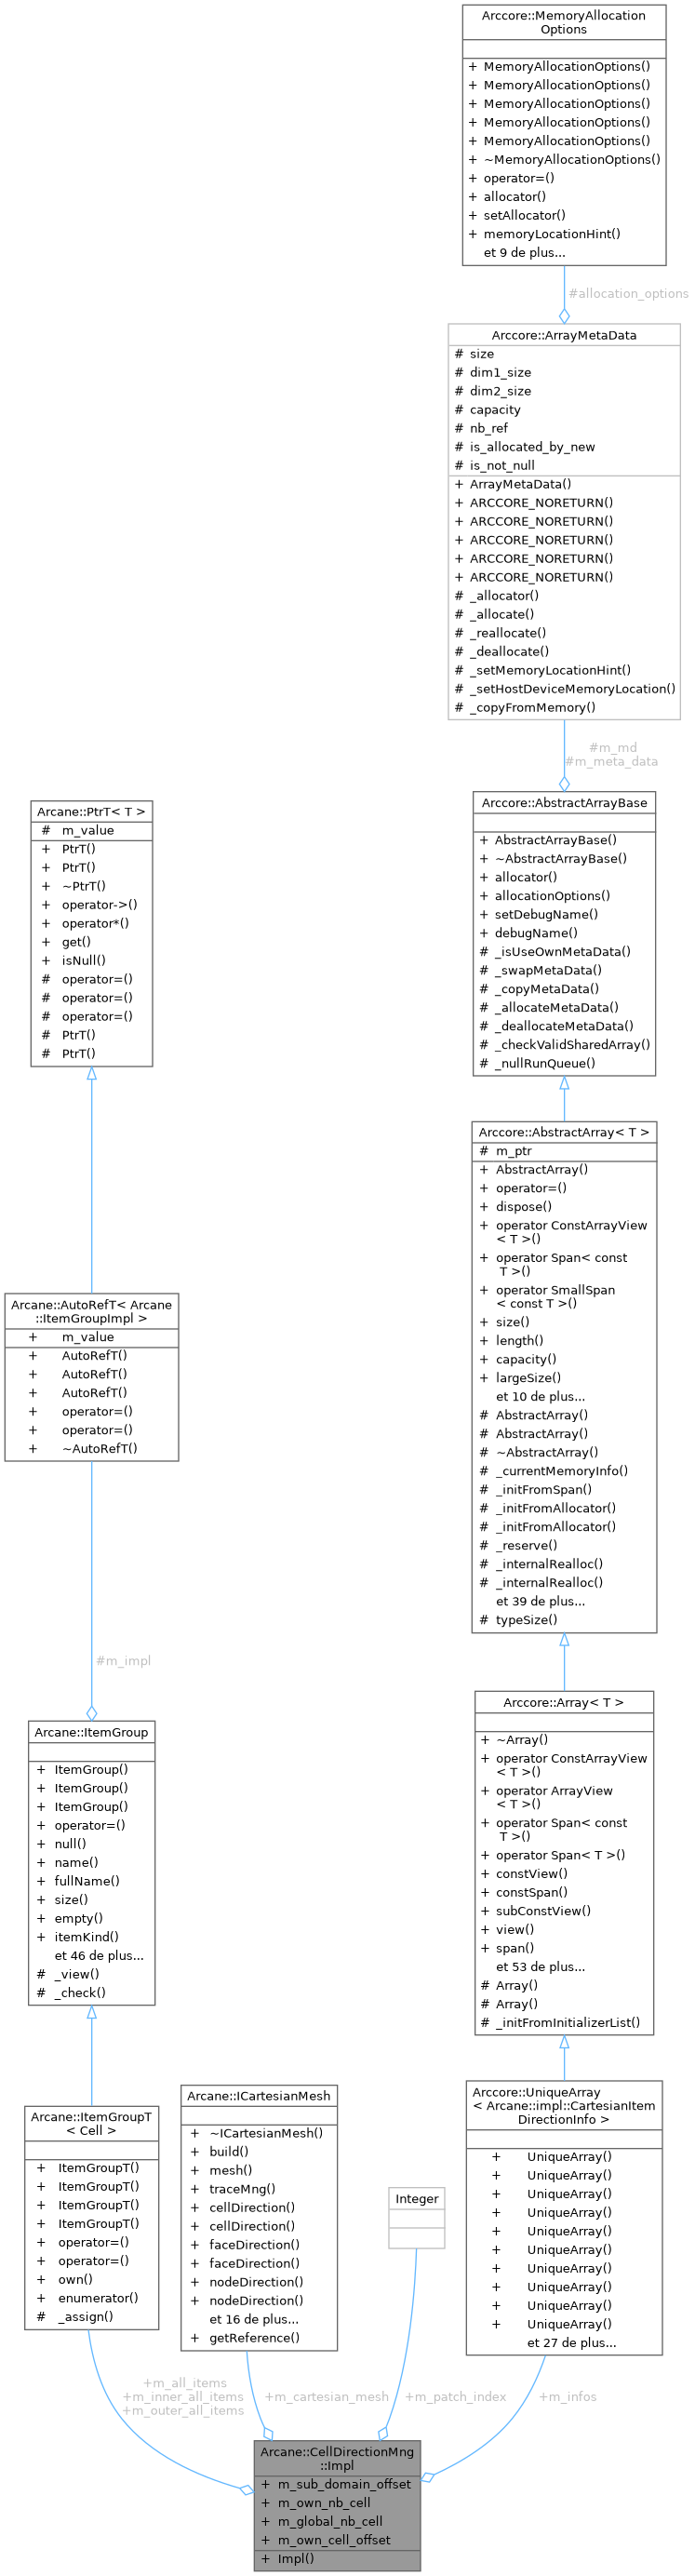 Arccore::MemoryAllocation
Options
+ MemoryAllocationOptions()
+ MemoryAllocationOptions()
+ MemoryAllocationOptions()
+ MemoryAllocationOptions()
+ MemoryAllocationOptions()
+ ~MemoryAllocationOptions()
+ operator=()
+ allocator()
+ setAllocator()
+ memoryLocationHint()
et 9 de plus...
#allocation_options
Arccore::ArrayMetaData
# size
# dim1_size
# dim2_size
# capacity
# nb_ref
# is_allocated_by_new
# is_not_null
+ ArrayMetaData()
+ ARCCORE_NORETURN()
+ ARCCORE_NORETURN()
+ ARCCORE_NORETURN()
+ ARCCORE_NORETURN()
+ ARCCORE_NORETURN()
# _allocator()
# _allocate()
# _reallocate()
# _deallocate()
# _setMemoryLocationHint()
# _setHostDeviceMemoryLocation()
# _copyFromMemory()
#m_md
#m_meta_data
Arccore::AbstractArrayBase
+ AbstractArrayBase()
+ ~AbstractArrayBase()
+ allocator()
+ allocationOptions()
+ setDebugName()
+ debugName()
# _isUseOwnMetaData()
# _swapMetaData()
# _copyMetaData()
# _allocateMetaData()
# _deallocateMetaData()
# _checkValidSharedArray()
# _nullRunQueue()
Arcane::PtrT< T >
# m_value
+ PtrT()
+ PtrT()
+ ~PtrT()
+ operator->()
+ operator*()
+ get()
+ isNull()
# operator=()
# operator=()
# operator=()
# PtrT()
# PtrT()
Arccore::AbstractArray< T >
# m_ptr
+ AbstractArray()
+ operator=()
+ dispose()
+ operator ConstArrayView
< T >()
+ operator Span< const
T >()
+ operator SmallSpan
< const T >()
+ size()
+ length()
+ capacity()
+ largeSize()
et 10 de plus...
# AbstractArray()
# AbstractArray()
# ~AbstractArray()
# _currentMemoryInfo()
# _initFromSpan()
# _initFromAllocator()
# _initFromAllocator()
# _reserve()
# _internalRealloc()
# _internalRealloc()
et 39 de plus...
# typeSize()
Arcane::AutoRefT< Arcane
::ItemGroupImpl >
+ m_value
+ AutoRefT()
+ AutoRefT()
+ AutoRefT()
+ operator=()
+ operator=()
+ ~AutoRefT()
#m_impl
Arcane::ItemGroup
+ ItemGroup()
+ ItemGroup()
+ ItemGroup()
+ operator=()
+ null()
+ name()
+ fullName()
+ size()
+ empty()
+ itemKind()
et 46 de plus...
# _view()
# _check()
Arccore::Array< T >
+ ~Array()
+ operator ConstArrayView
< T >()
+ operator ArrayView
< T >()
+ operator Span< const
T >()
+ operator Span< T >()
+ constView()
+ constSpan()
+ subConstView()
+ view()
+ span()
et 53 de plus...
# Array()
# Array()
# _initFromInitializerList()
Arcane::ItemGroupT
< Cell >
+ ItemGroupT()
+ ItemGroupT()
+ ItemGroupT()
+ ItemGroupT()
+ operator=()
+ operator=()
+ own()
+ enumerator()
# _assign()
Arcane::ICartesianMesh
+ ~ICartesianMesh()
+ build()
+ mesh()
+ traceMng()
+ cellDirection()
+ cellDirection()
+ faceDirection()
+ faceDirection()
+ nodeDirection()
+ nodeDirection()
et 16 de plus...
+ getReference()
Integer
Arccore::UniqueArray
< Arcane::impl::CartesianItem
DirectionInfo >
+ UniqueArray()
+ UniqueArray()
+ UniqueArray()
+ UniqueArray()
+ UniqueArray()
+ UniqueArray()
+ UniqueArray()
+ UniqueArray()
+ UniqueArray()
+ UniqueArray()
et 27 de plus...
+m_all_items
+m_inner_all_items
+m_outer_all_items
+m_cartesian_mesh
+m_patch_index
+m_infos
Arcane::CellDirectionMng
::Impl
+ m_sub_domain_offset
+ m_own_nb_cell
+ m_global_nb_cell
+ m_own_cell_offset
+ Impl()